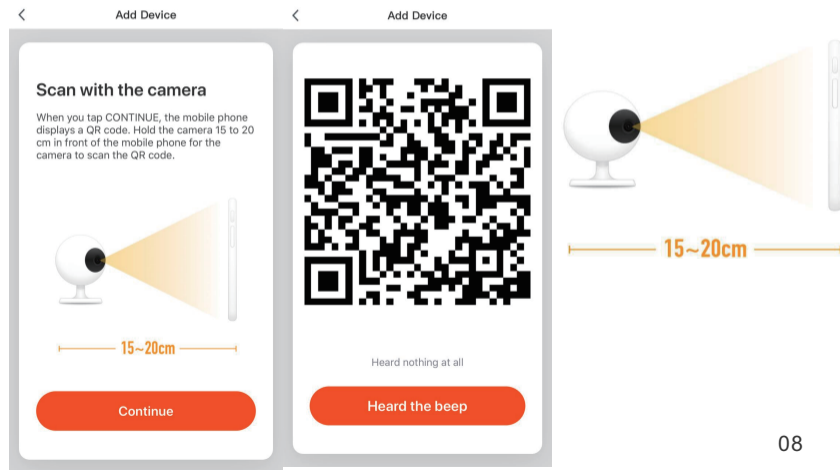 Add Device
Scan with the camera
When you tap CONTINUE, the mobile phone
displays a QR code. Hold the camera 15 to 20
cm in front of the mobile phone for the
camera to scan the QR code.
15~20cm
Continue
Add Device
Heard nothing at all
Heard the beep
15~20cm
08